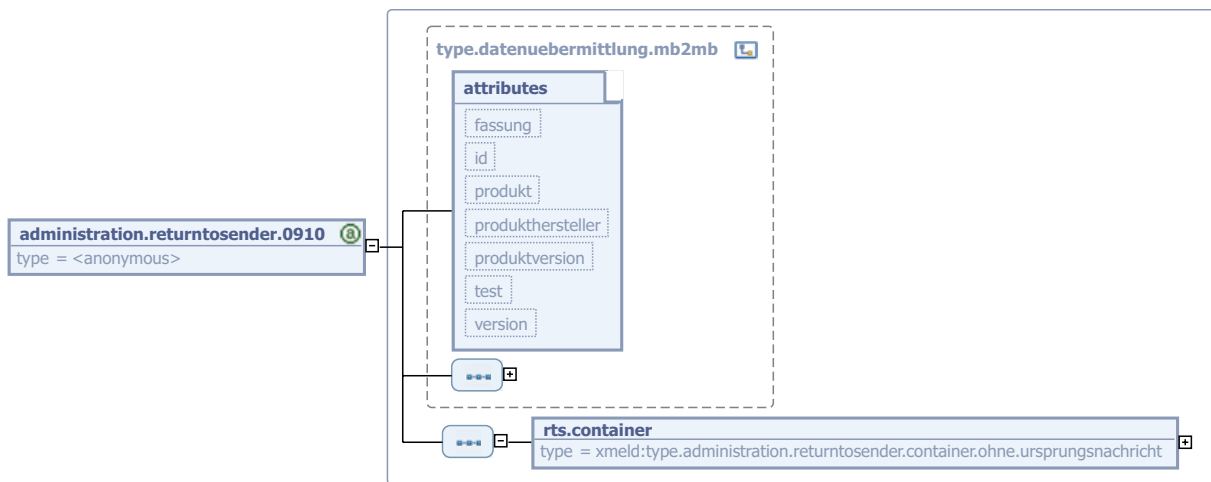 type.datenuebermittlung.mb2mb
attributes
fassung
id
produkt
produkthersteller
produktversion
test
version
administration.returntosender.0910
type = <anonymous>
rts.container
type = xmeld:type.administration.returntosender.container.ohne.ursprungsnachricht